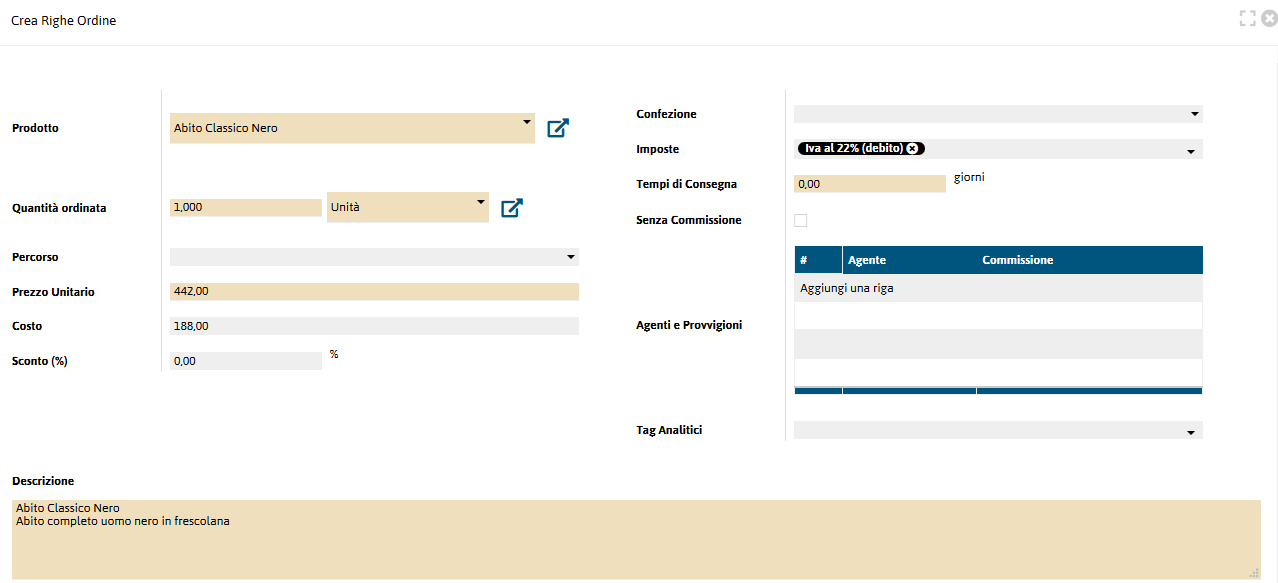 Crea Righe Ordine
Prodotto
Abito Classico Nero
Quantità ordinata
1,000
Unità
Percorso
Prezzo Unitario
442,00
Costo
188,00
Sconto (%)
0,00
%
Confezione
Imposte
Iva al 22% (debito)
Tempi di Consegna
0,00
giorni
Senza Commissione
Agenti e Provvigioni
# Agente Commissione
Aggiungi una riga
Tag Analitici
Descrizione
Abito Classico Nero
Abito completo uomo nero in frescolana